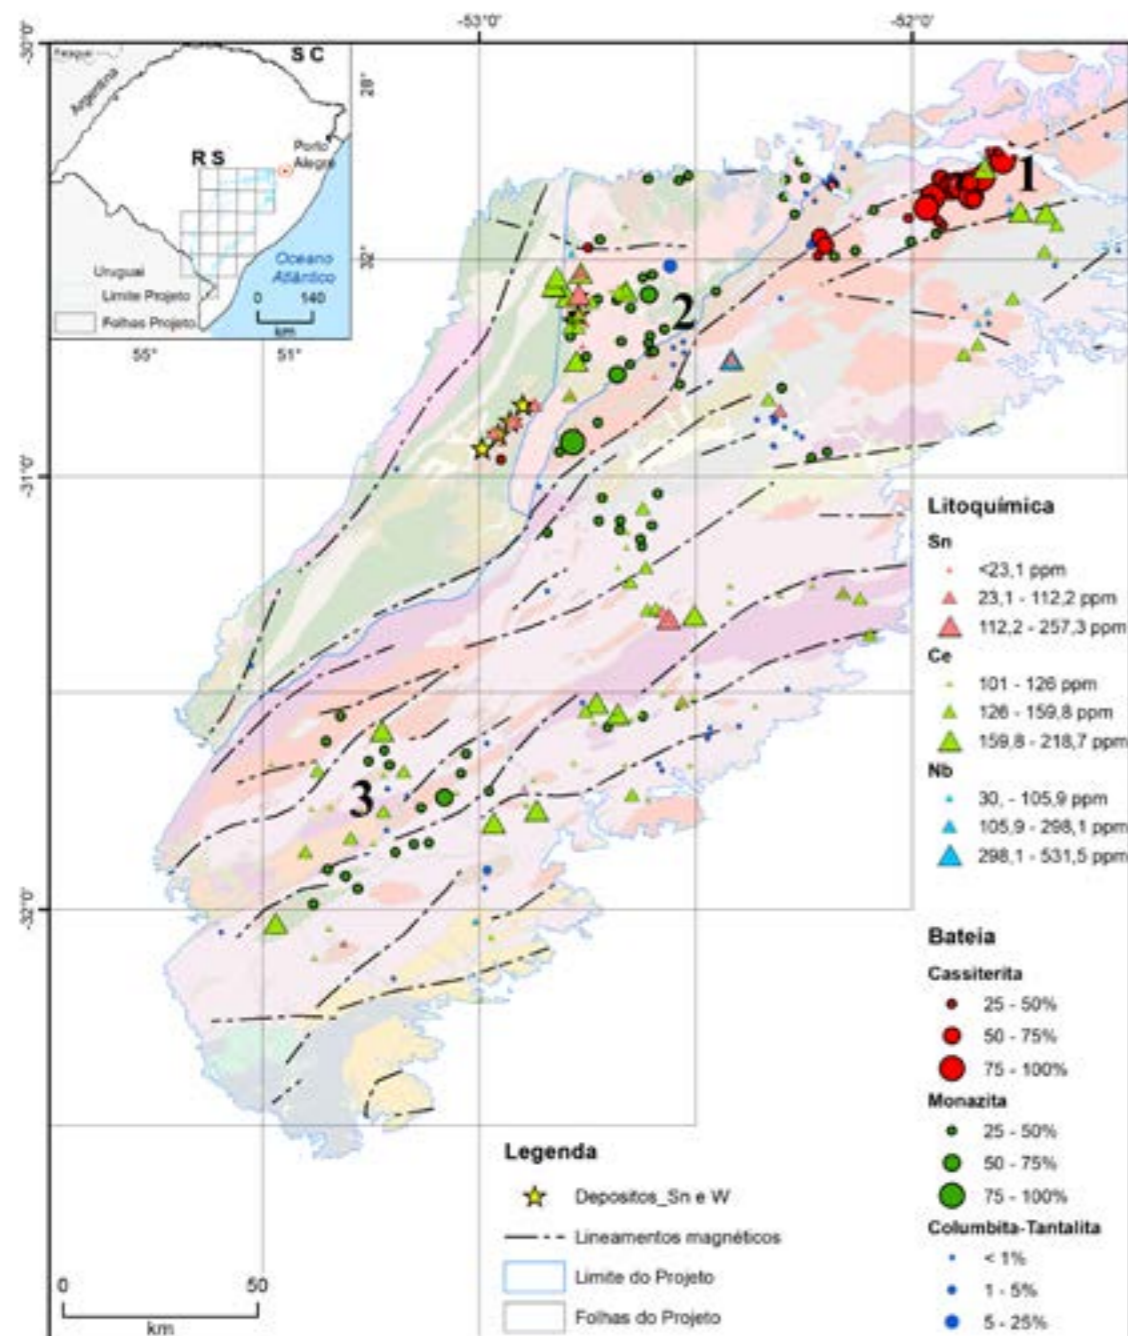 -53°0'
-52°0'
-30°0'
S C
Argentina
28°
Porto
Alegre
R S
Oceano
Atlântico
Uruguai
Limite Projeto
Folhas Projeto
0 140
km
55°
51°
1
2
3
-31°0'
-32°0'
Litoquímica
Sn
<23,1 ppm
23,1 - 112,2 ppm
112,2 - 257,3 ppm
Ce
101 - 126 ppm
126 - 159,8 ppm
159,8 - 218,7 ppm
Nb
30, - 105,9 ppm
105,9 - 298,1 ppm
298,1 - 531,5 ppm
Bateia
Cassiterita
25 - 50%
50 - 75%
75 - 100%
Monazita
25 - 50%
50 - 75%
75 - 100%
Columbita-Tantalita
< 1%
1 - 5%
5 - 25%
Legenda
Depositos_Sn e W
Lineamentos magnéticos
Limite do Projeto
Folhas do Projeto
0 50
km